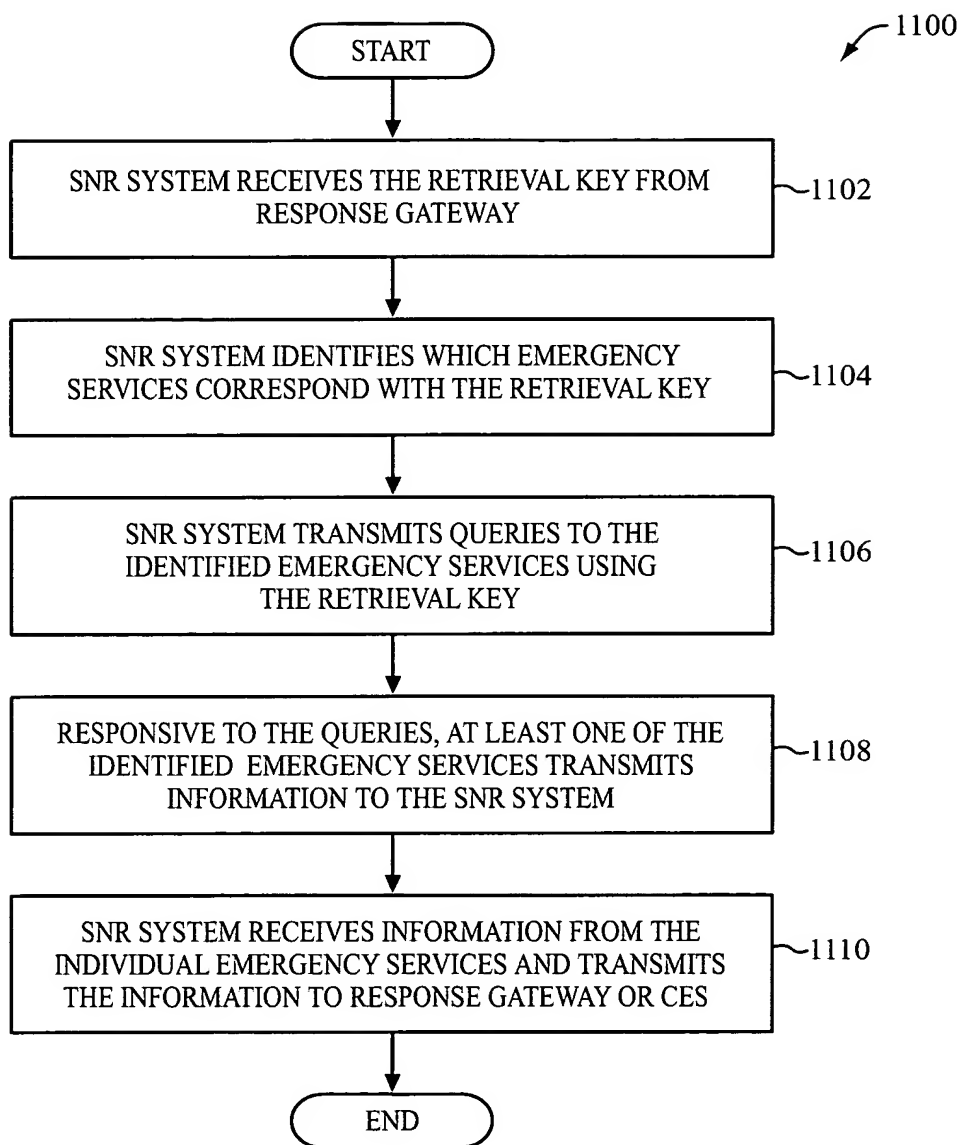 1100
START
SNR SYSTEM RECEIVES THE RETRIEVAL KEY FROM
RESPONSE GATEWAY
1102
SNR SYSTEM IDENTIFIES WHICH EMERGENCY
SERVICES CORRESPOND WITH THE RETRIEVAL KEY
1104
SNR SYSTEM TRANSMITS QUERIES TO THE
IDENTIFIED EMERGENCY SERVICES USING
THE RETRIEVAL KEY
1106
RESPONSIVE TO THE QUERIES, AT LEAST ONE OF THE
IDENTIFIED EMERGENCY SERVICES TRANSMITS
INFORMATION TO THE SNR SYSTEM
1108
SNR SYSTEM RECEIVES INFORMATION FROM THE
INDIVIDUAL EMERGENCY SERVICES AND TRANSMITS
THE INFORMATION TO RESPONSE GATEWAY OR CES
1110
END